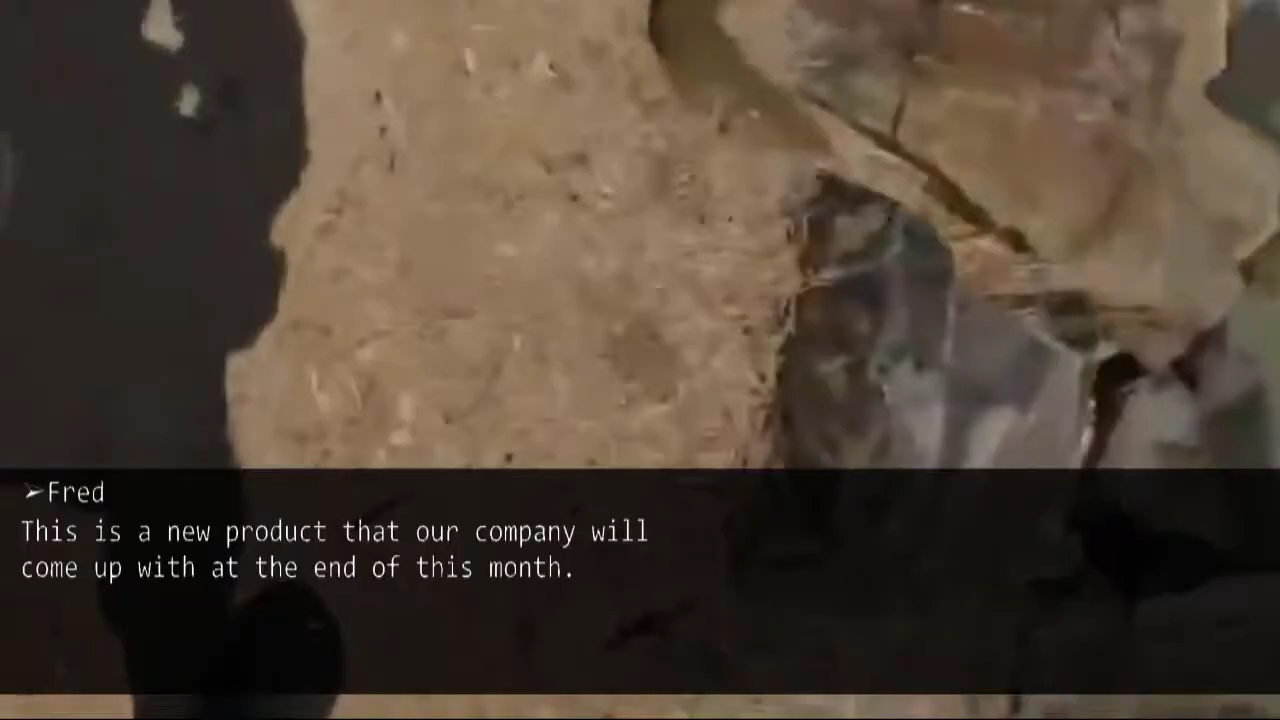 ➢Fred
This is a new product that our company will
come up with at the end of this month.